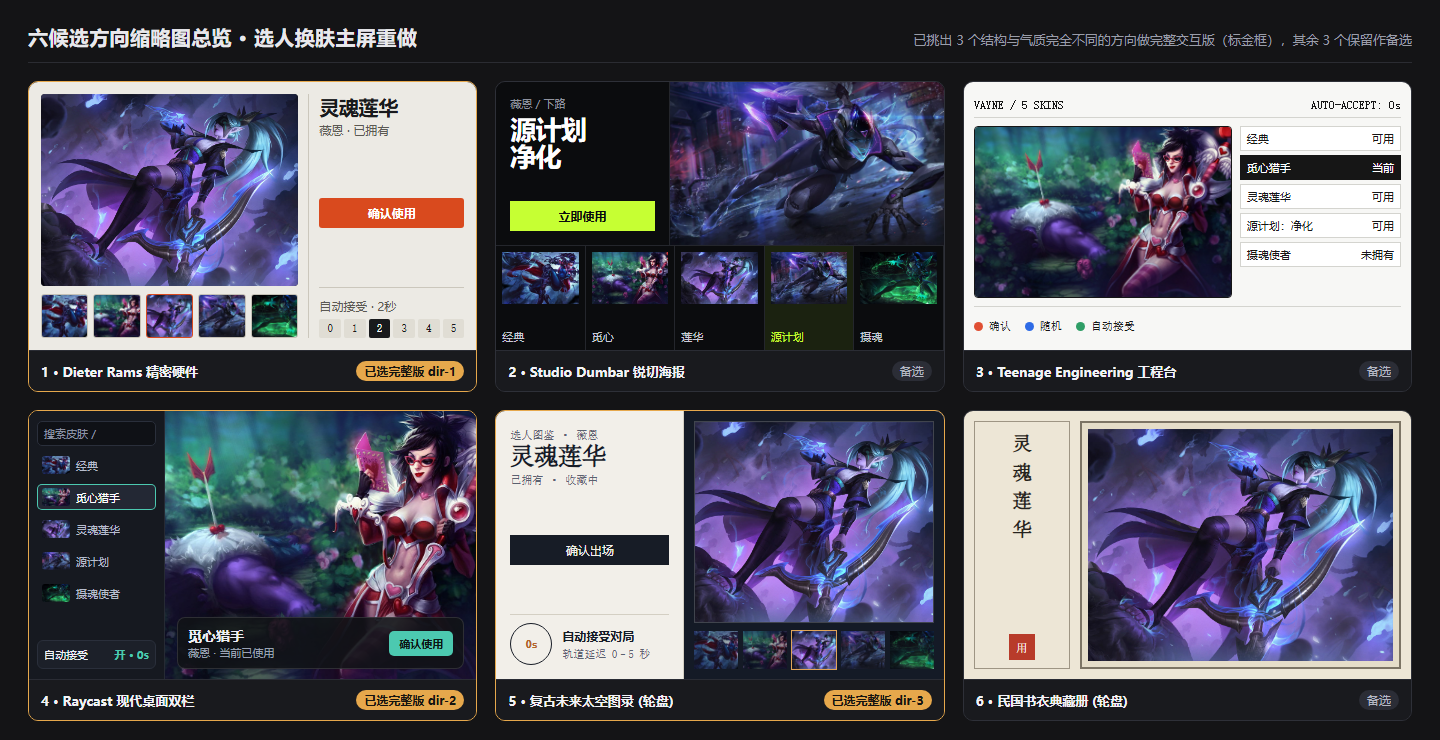 六候选方向缩略图总览 • 选人换肤主屏重做
已挑出 3 个结构与气质完全不同的方向做完整交互版（标金框），其余 3 个保留作备选
灵魂莲华
薇恩 · 已拥有
确认使用
自动接受 · 2秒
0 1 2 3 4 5
1 • Dieter Rams 精密硬件
已选完整版 dir-1
薇恩 / 下路
源计划
净化
立即使用
经典
觅心
莲华
源计划
摄魂
2 • Studio Dumbar 锐切海报
备选
VAYNE / 5 SKINS
AUTO-ACCEPT: 0s
经典 可用
觅心猎手 当前
灵魂莲华 可用
源计划：净化 可用
摄魂使者 未拥有
确认 随机 自动接受
3 • Teenage Engineering 工程台
备选
搜索皮肤 /
经典
觅心猎手
灵魂莲华
源计划
摄魂使者
自动接受 开 • 0s
觅心猎手
薇恩 · 当前已使用
确认使用
4 • Raycast 现代桌面双栏
已选完整版 dir-2
选人图鉴 • 薇恩
灵魂莲华
已拥有 • 收藏中
确认出场
0s
自动接受对局
轨道延迟 0–5 秒
5 • 复古未来太空图录 (轮盘)
已选完整版 dir-3
灵
魂
莲
华
用
6 • 民国书衣典藏册 (轮盘)
备选